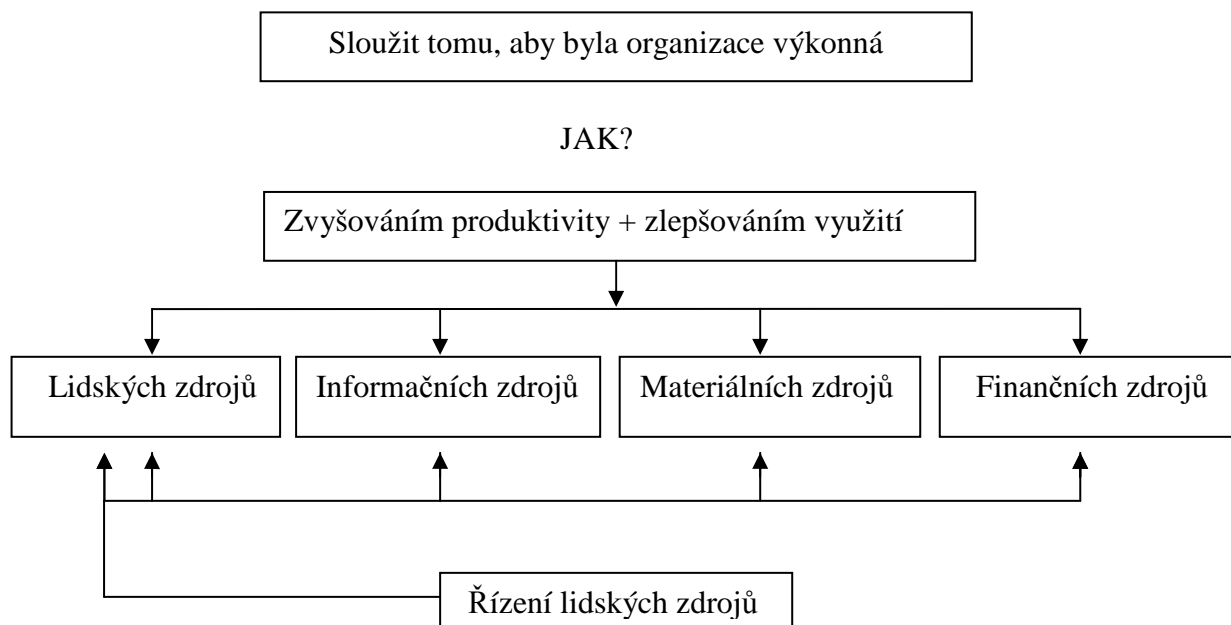 Sloužit tomu, aby byla organizace výkonná
JAK?
Zvyšováním produktivity + zlepšováním využití
Lidských zdrojů
Informačních zdrojů
Materiálních zdrojů
Finančních zdrojů
Řízení lidských zdrojů